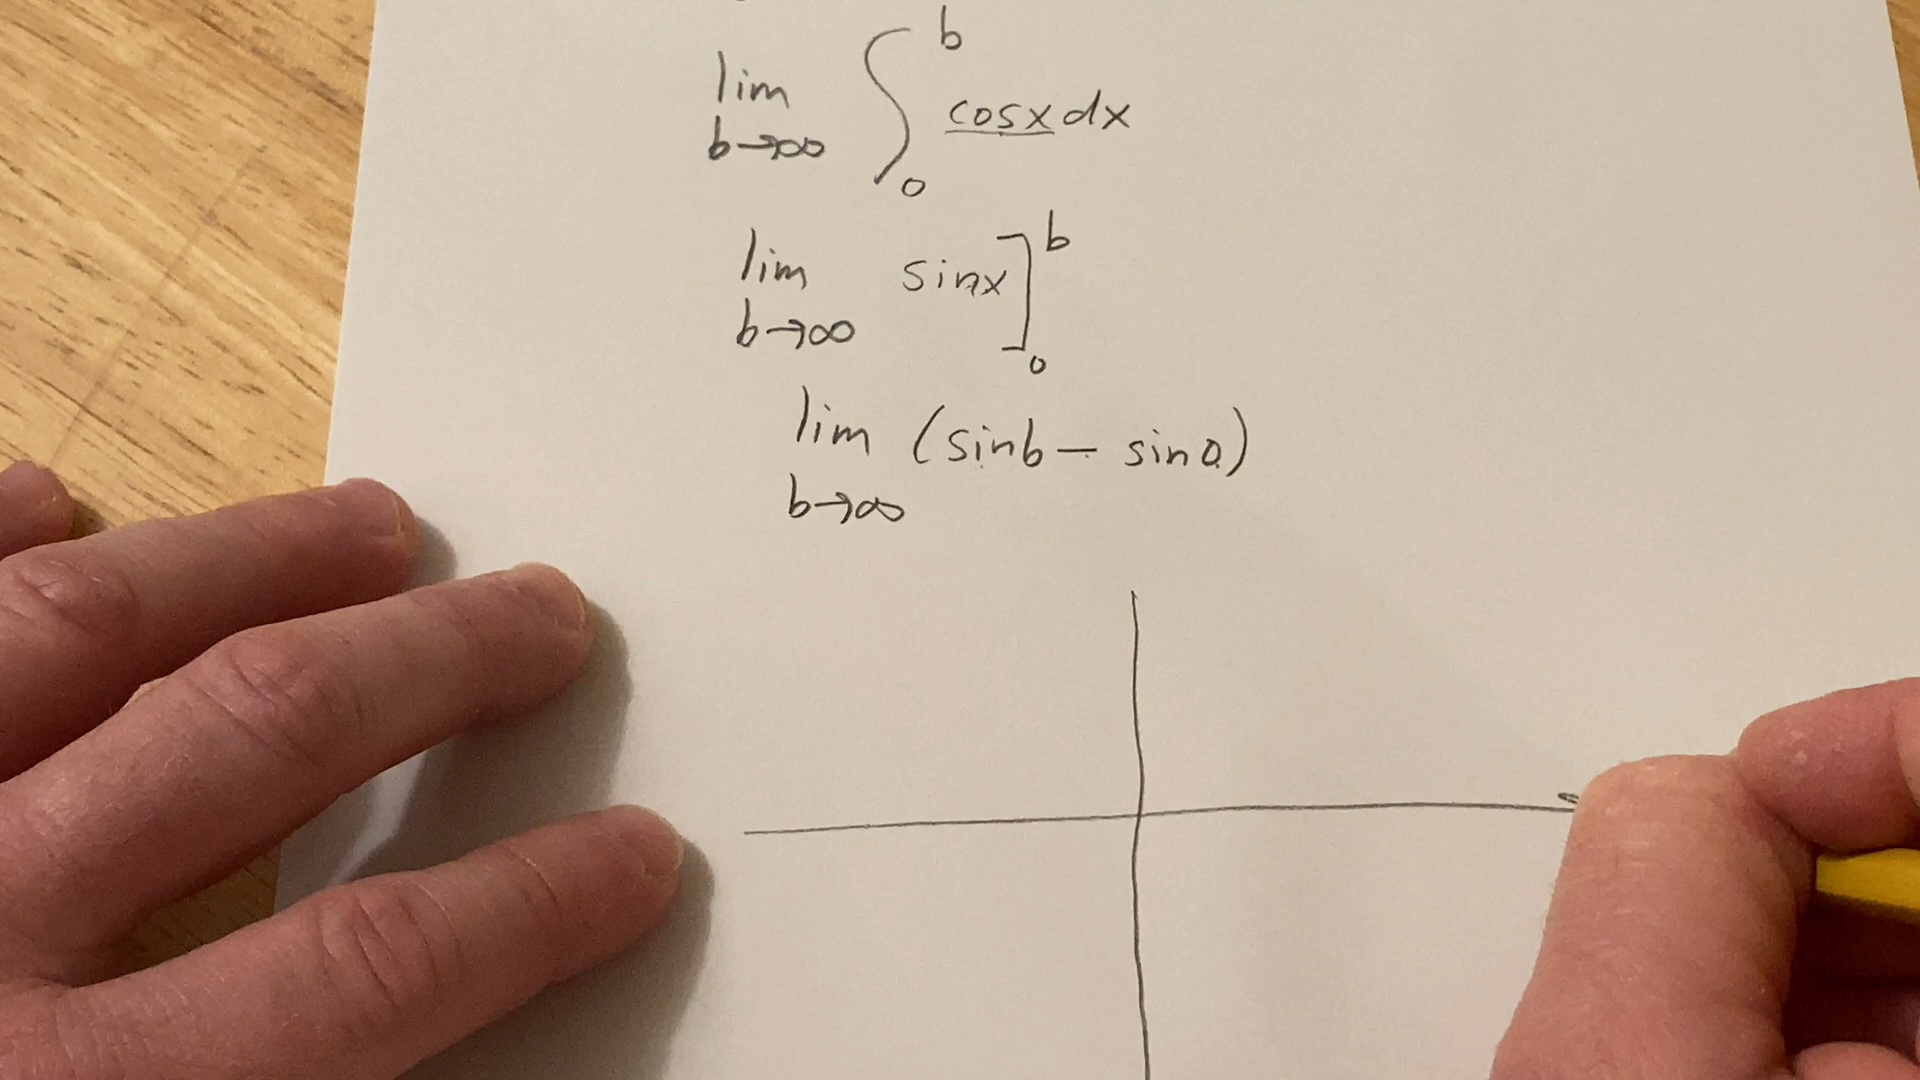 lim ∫₀ᵇ cosx dx
b→∞
lim sinx]₀ᵇ
b→∞
lim (sinb − sin0)
b→∞